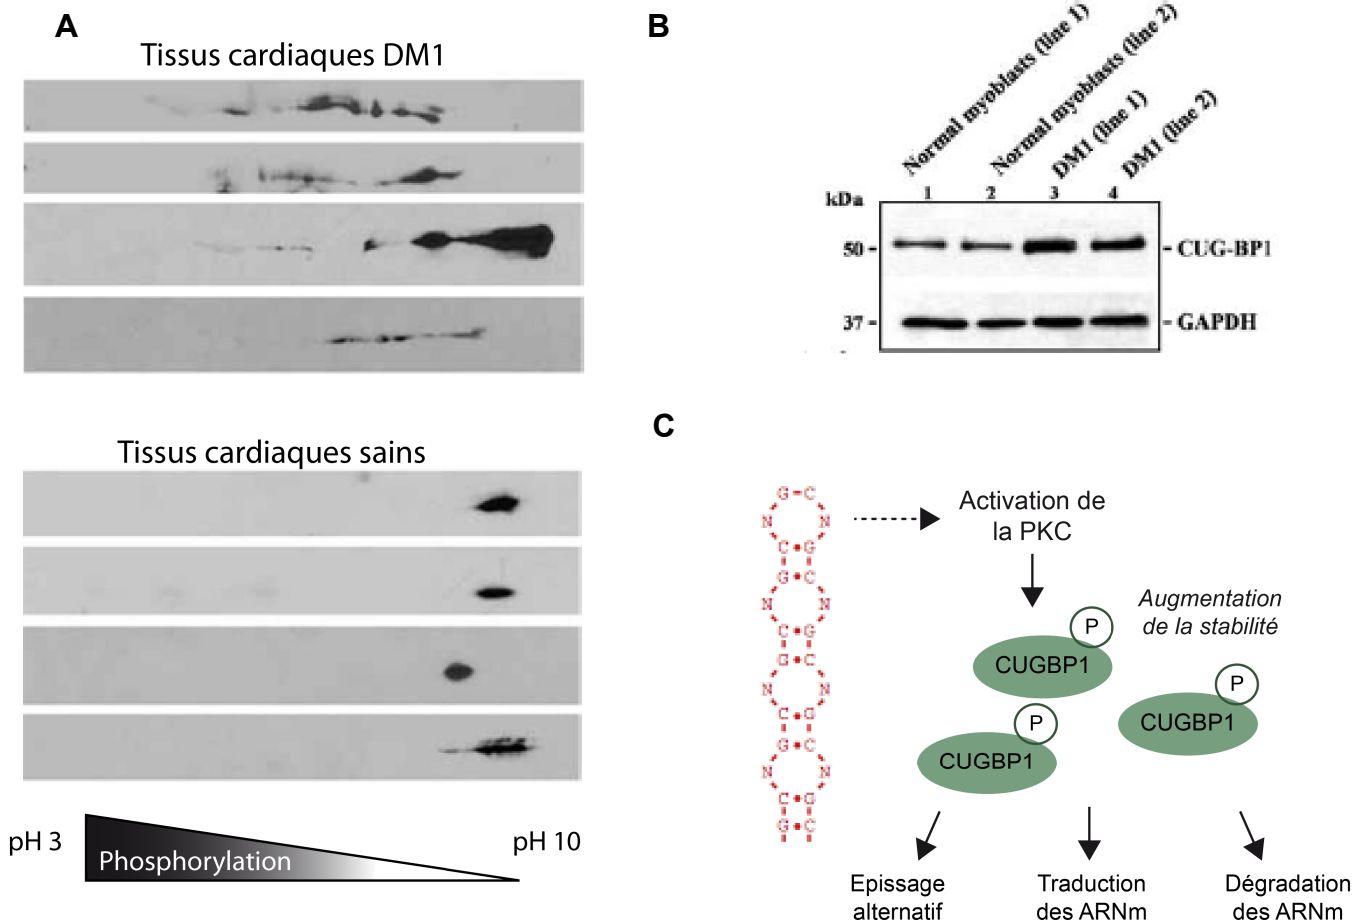 A
Tissus cardiaques DM1
Tissus cardiaques sains
pH 3
Phosphorylation
pH 10
B
Normal myoblasts (line 1)
Normal myoblasts (line 2)
DM1 (line 1)
DM1 (line 2)
kDa
1 2 3 4
50 - - CUG-BP1
37 - - GAPDH
C
G-C
N N
C G
G C
N N
C G
G C
N N
C G
G C
N N
C G
G C
Activation de
la PKC
Augmentation
de la stabilité
P
CUGBP1
P
CUGBP1
P
CUGBP1
Epissage
alternatif
Traduction
des ARNm
Dégradation
des ARNm